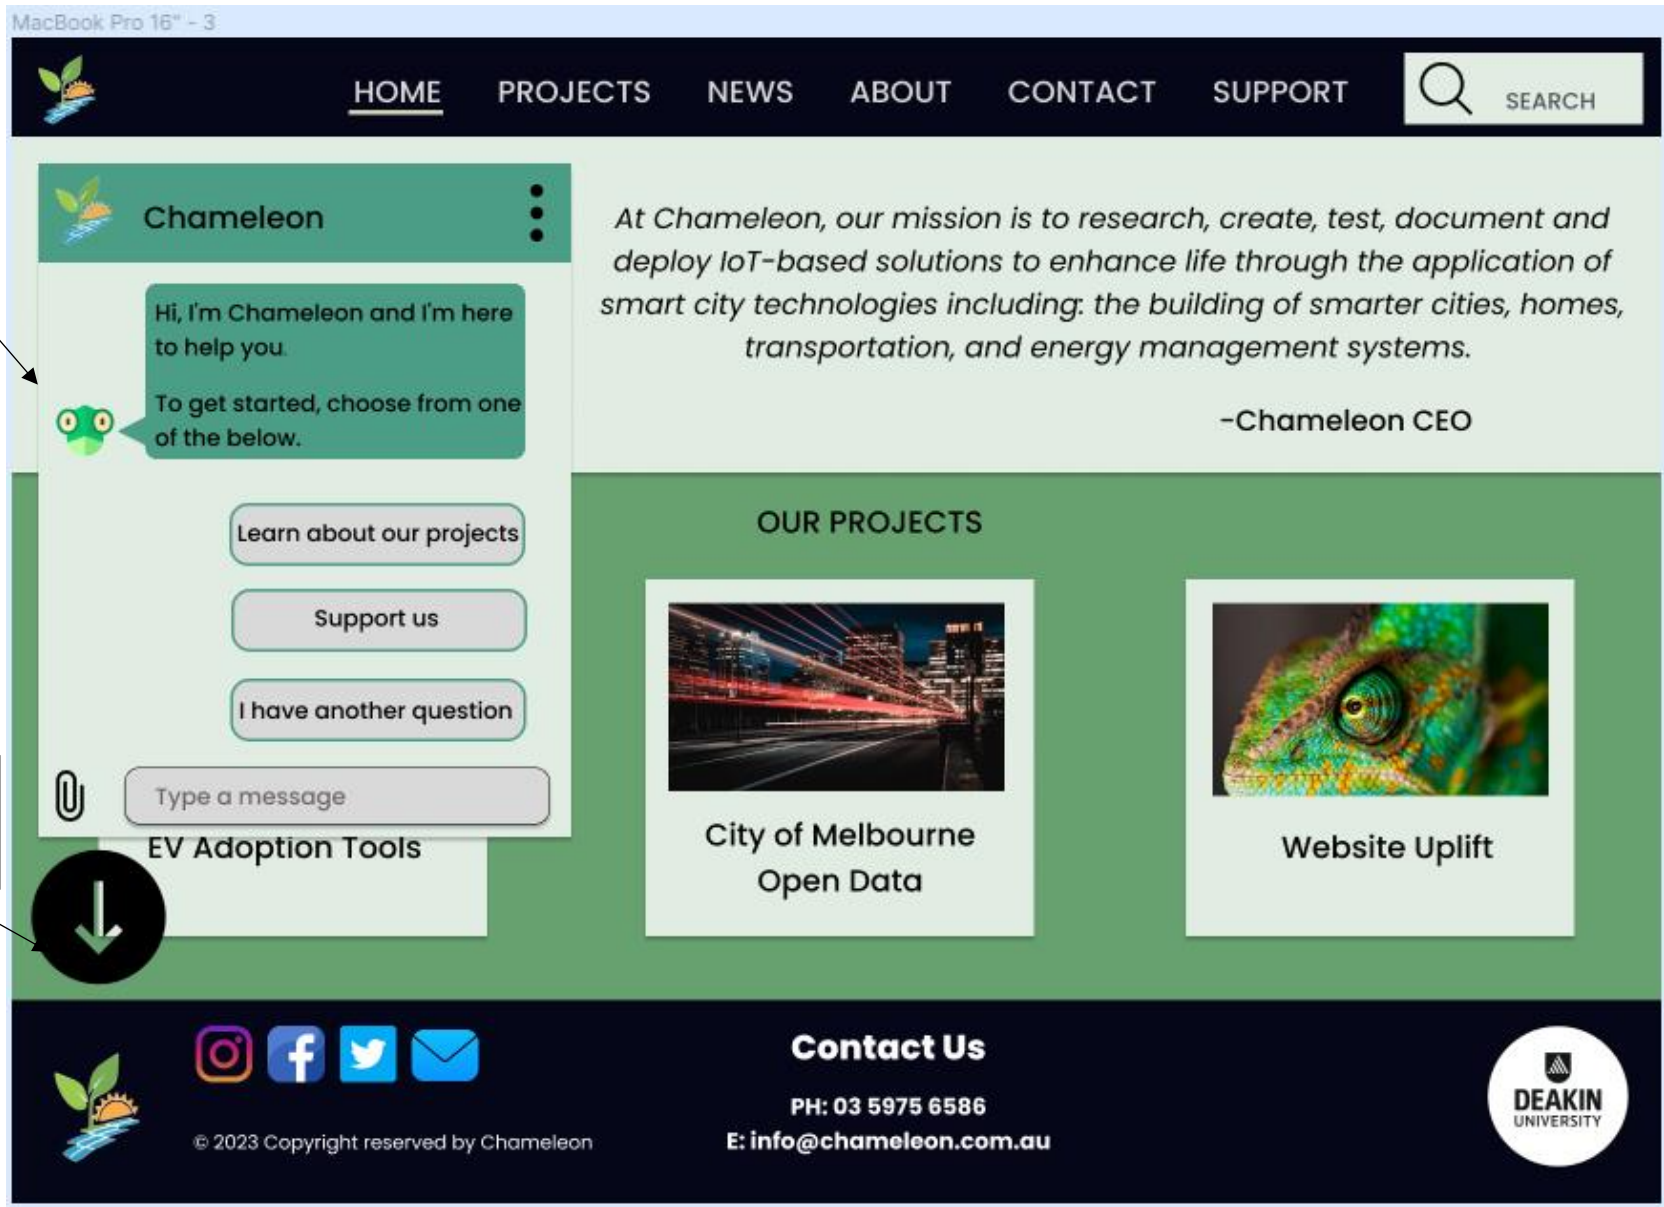 MacBook Pro 16" - 3
HOME PROJECTS NEWS ABOUT CONTACT SUPPORT SEARCH
Chameleon
Hi, I'm Chameleon and I'm here
to help you.
To get started, choose from one
of the below.
Learn about our projects
Support us
I have another question
Type a message
At Chameleon, our mission is to research, create, test, document and
deploy IoT-based solutions to enhance life through the application of
smart city technologies including: the building of smarter cities, homes,
transportation, and energy management systems.
-Chameleon CEO
OUR PROJECTS
EV Adoption Tools
City of Melbourne
Open Data
Website Uplift
© 2023 Copyright reserved by Chameleon
Contact Us
PH: 03 5975 6586
E: info@chameleon.com.au
DEAKIN
UNIVERSITY